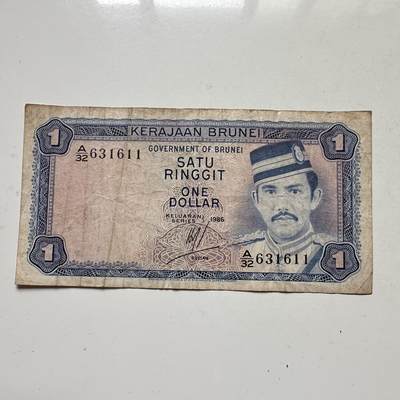 1 KERAJAAN BRUNEI 1
A/32 631611
GOVERNMENT OF BRUNEI
SATU
RINGGIT
ONE
DOLLAR
KELUARAN
SERIES 1986
A/32 631611
1 1